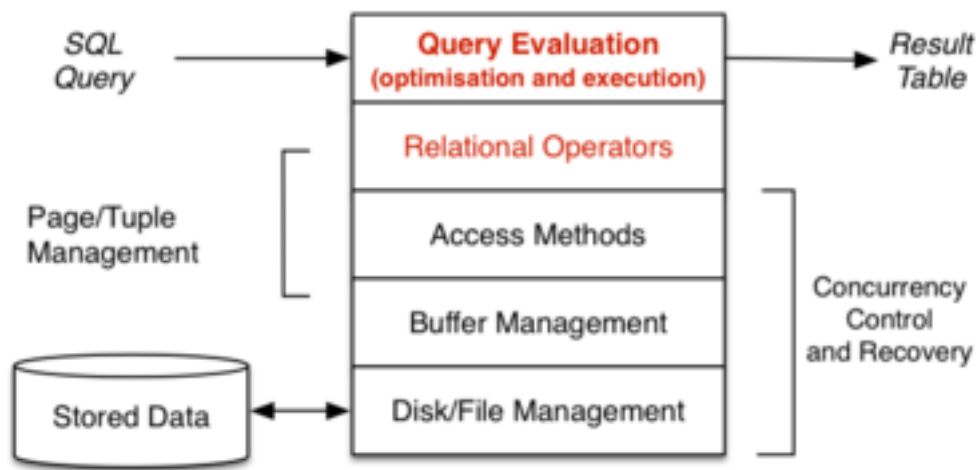 SQL
Query
Query Evaluation
(optimisation and execution)
Result
Table
Relational Operators
Page/Tuple
Management
Access Methods
Buffer Management
Concurrency
Control
and Recovery
Stored Data
Disk/File Management